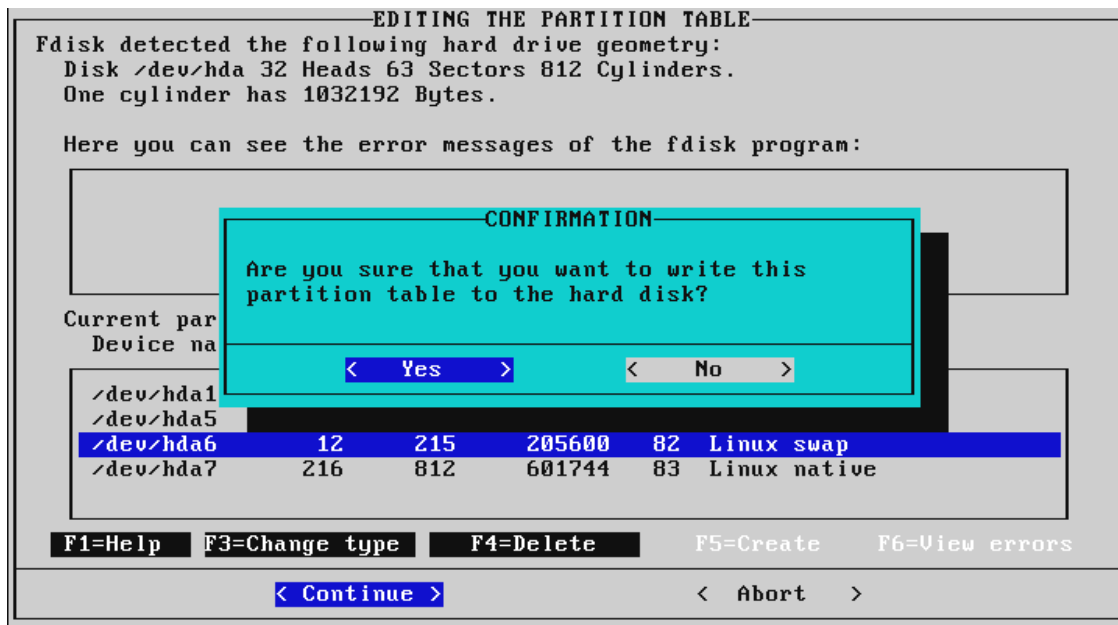 EDITING THE PARTITION TABLE
Fdisk detected the following hard drive geometry:
Disk /dev/hda 32 Heads 63 Sectors 812 Cylinders.
One cylinder has 1032192 Bytes.
Here you can see the error messages of the fdisk program:
CONFIRMATION
Are you sure that you want to write this
partition table to the hard disk?
< Yes > < No >
Current par
Device na
/dev/hda1
/dev/hda5
/dev/hda6 12 215 205600 82 Linux swap
/dev/hda7 216 812 601744 83 Linux native
F1=Help F3=Change type F4=Delete F5=Create F6=View errors
< Continue > < Abort >